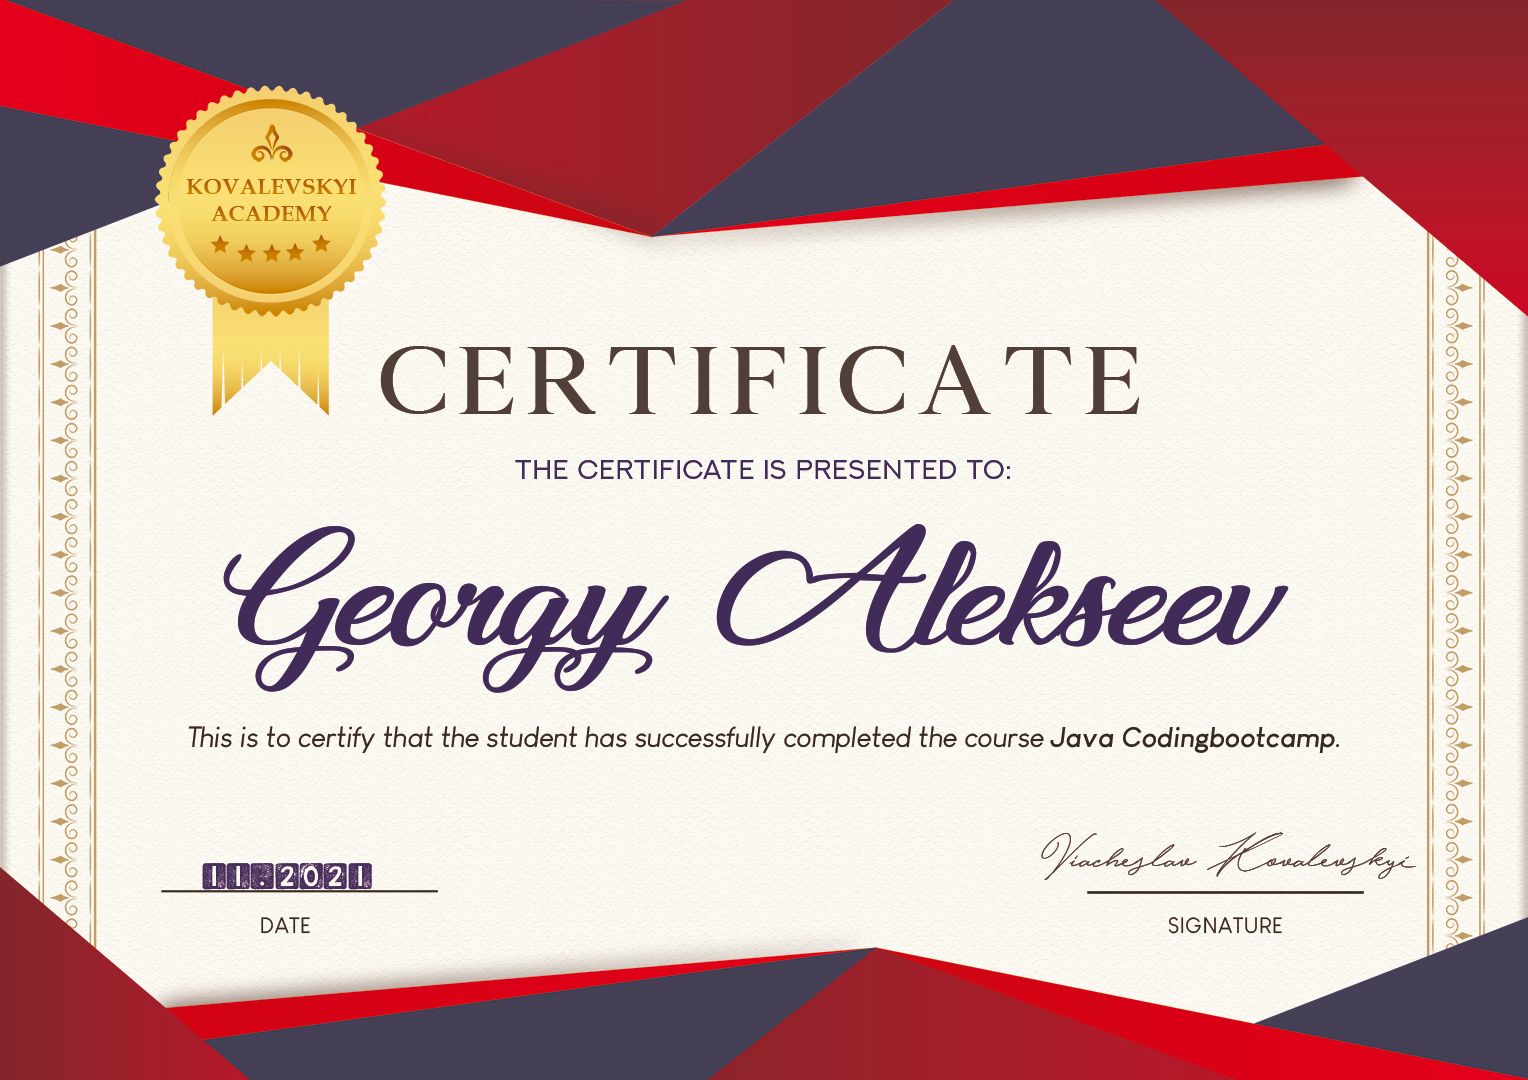 KOVALEVSKYI
ACADEMY
CERTIFICATE
THE CERTIFICATE IS PRESENTED TO:
Georgy Alekseev
This is to certify that the student has successfully completed the course Java Codingbootcamp.
11.2021
DATE
Viacheslav Kovalevskyi
SIGNATURE